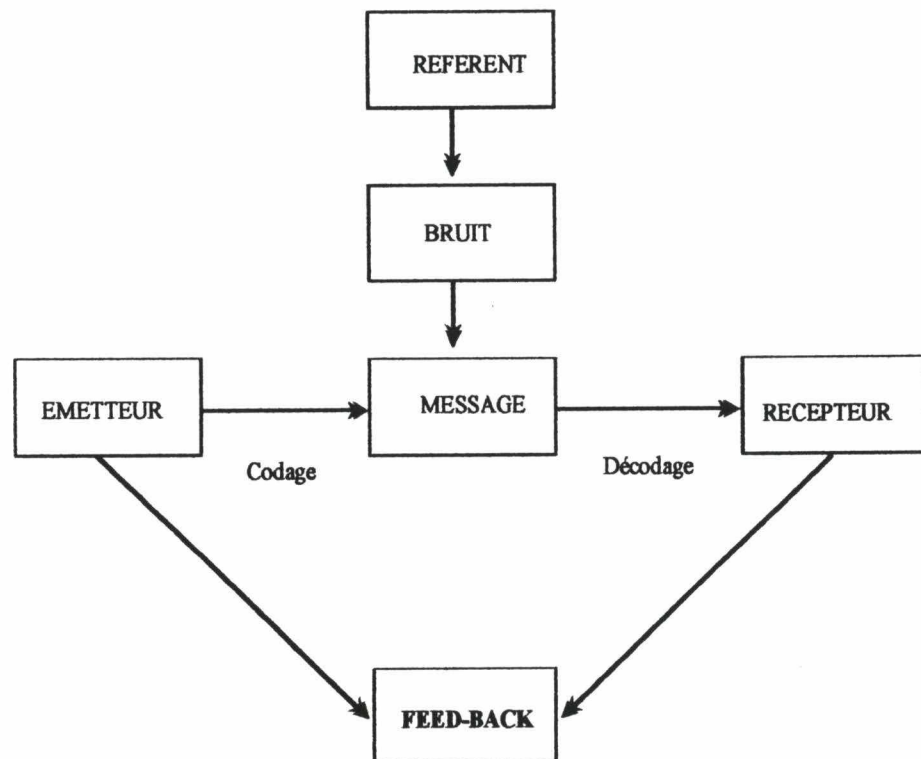 REFERENT
BRUIT
EMETTEUR
MESSAGE
RECEPTEUR
Codage
Décodage
FEED-BACK